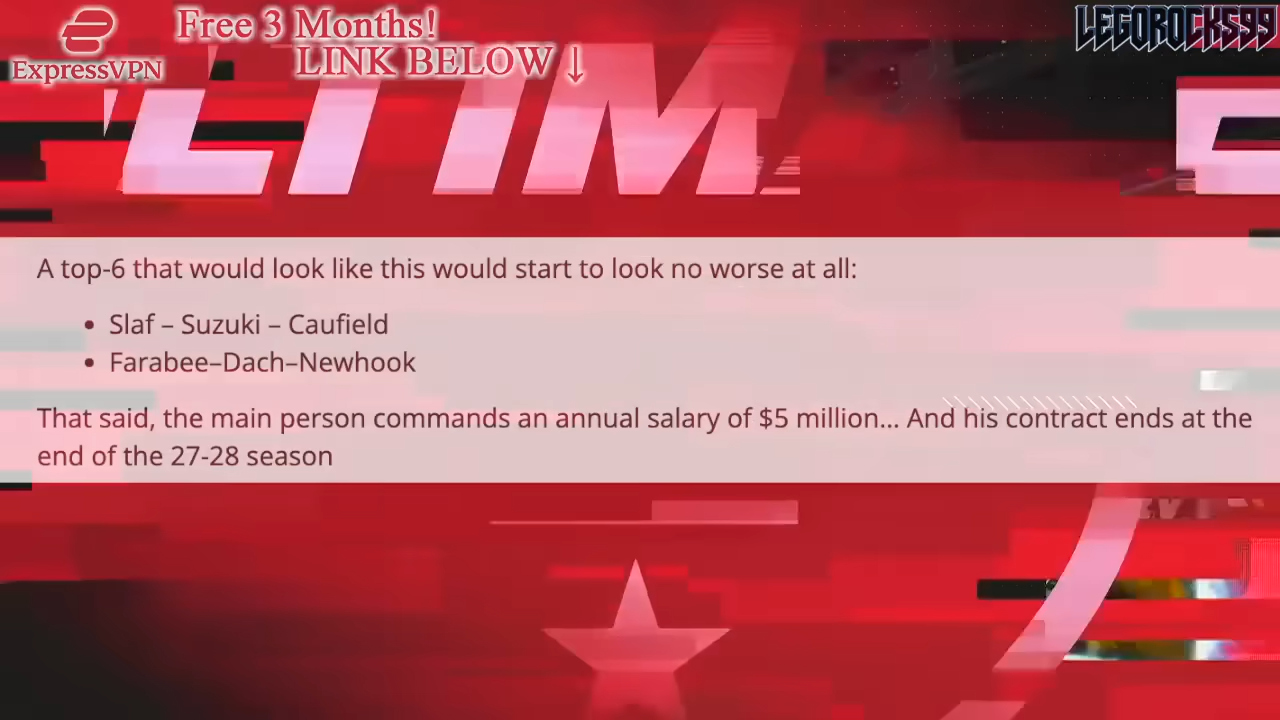 Free 3 Months!
LINK BELOW ↓
ExpressVPN
LEGOROCKS99
A top-6 that would look like this would start to look no worse at all:
• Slaf – Suzuki – Caufield
• Farabee–Dach–Newhook
That said, the main person commands an annual salary of $5 million... And his contract ends at the
end of the 27-28 season